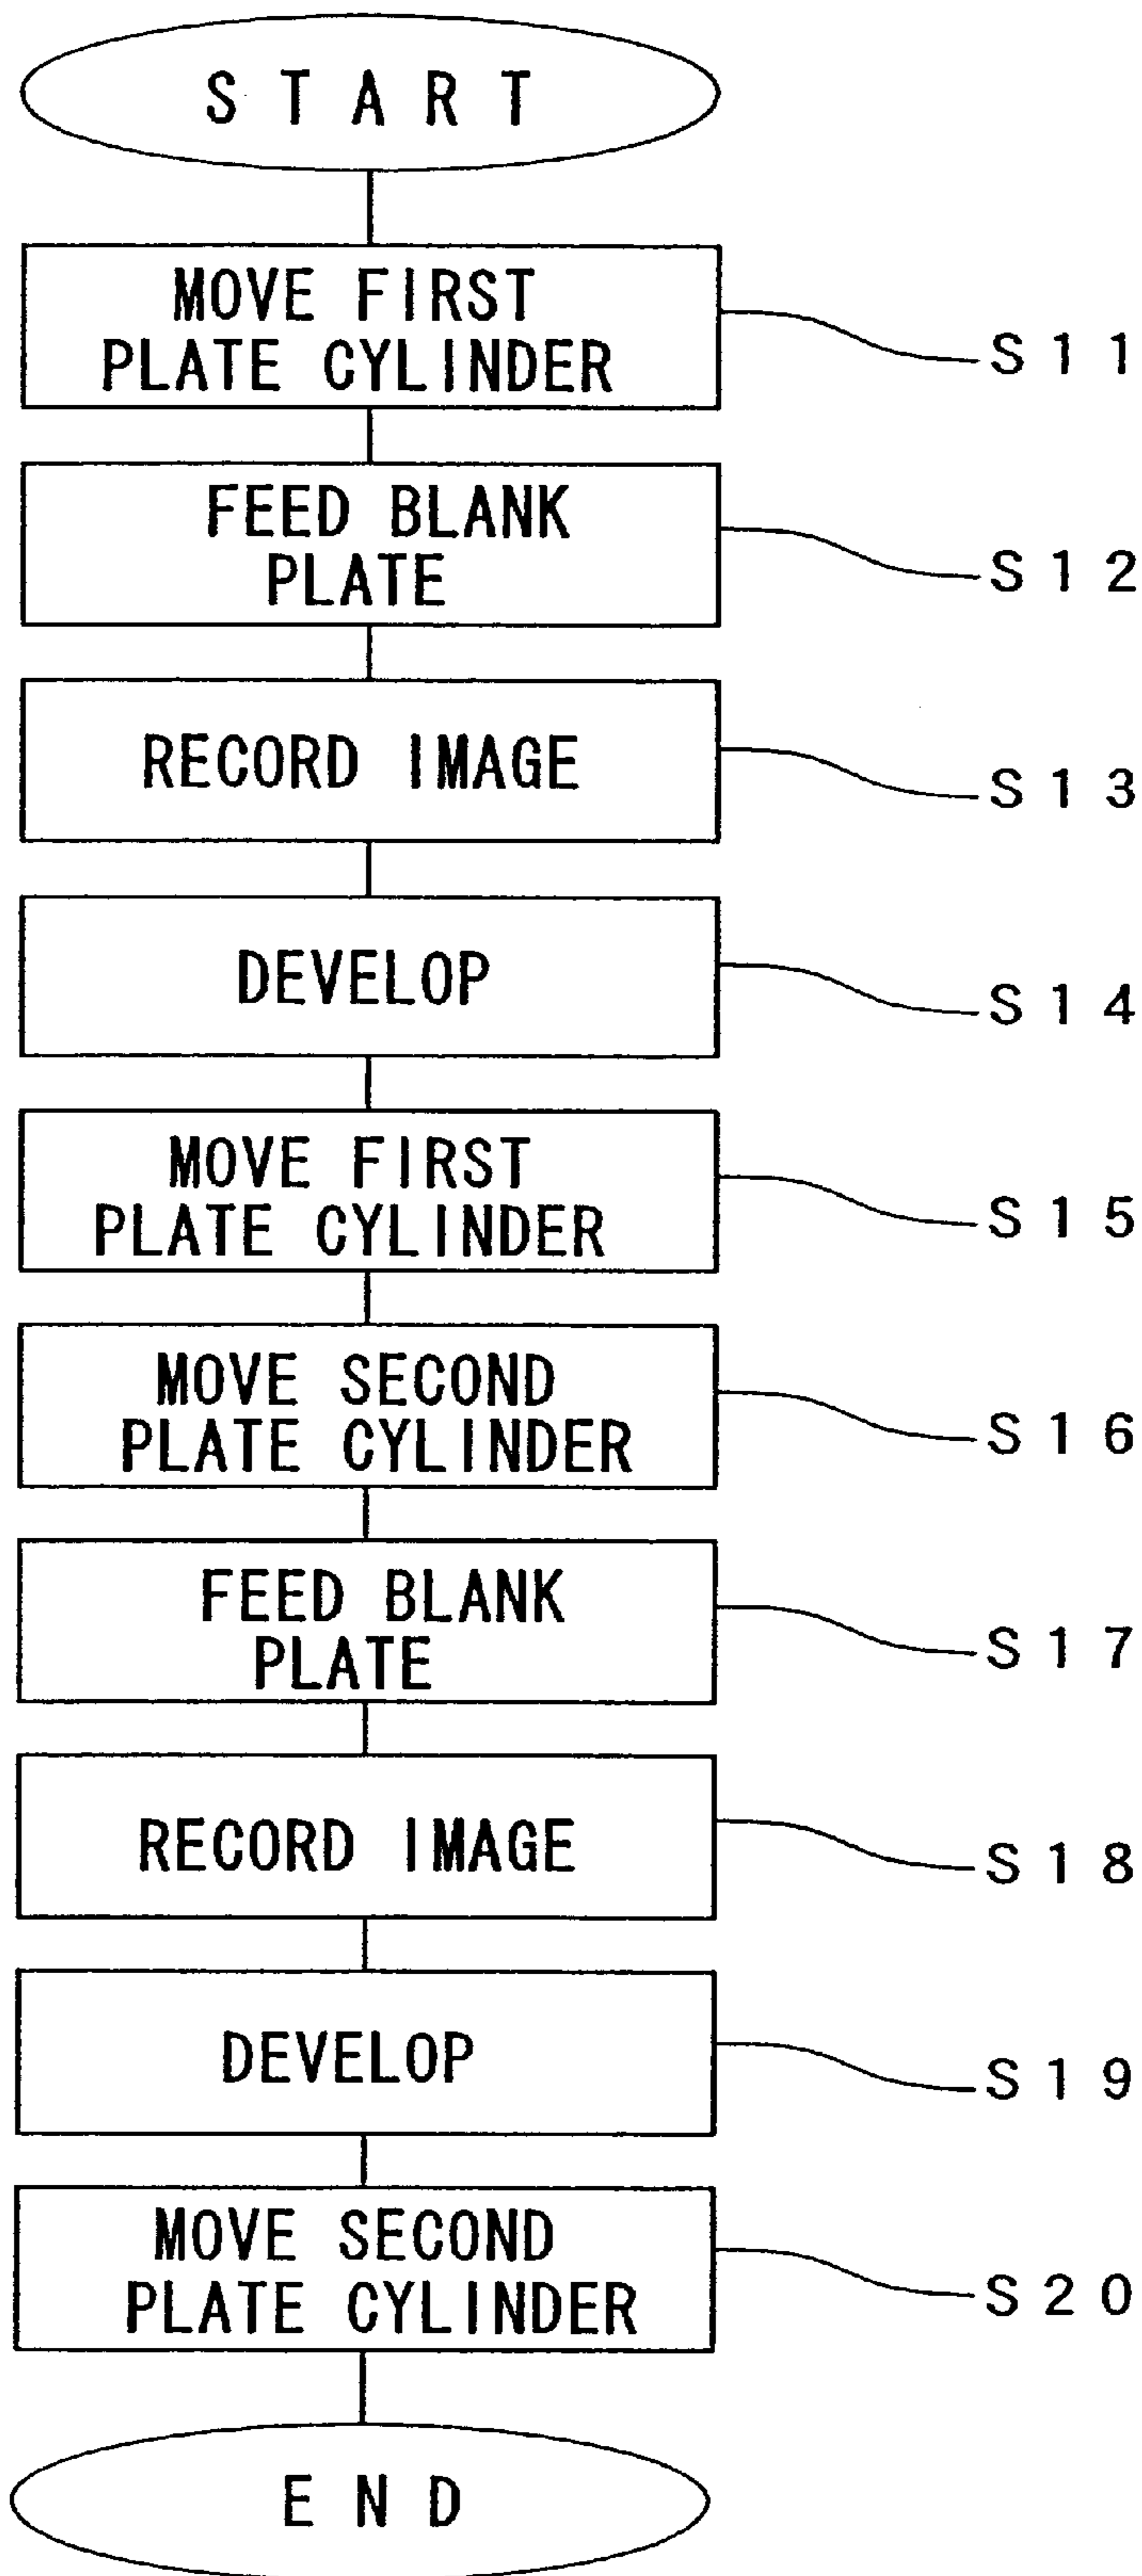 START
MOVE FIRST
PLATE CYLINDER
S11
FEED BLANK
PLATE
S12
RECORD IMAGE
S13
DEVELOP
S14
MOVE FIRST
PLATE CYLINDER
S15
MOVE SECOND
PLATE CYLINDER
S16
FEED BLANK
PLATE
S17
RECORD IMAGE
S18
DEVELOP
S19
MOVE SECOND
PLATE CYLINDER
S20
END